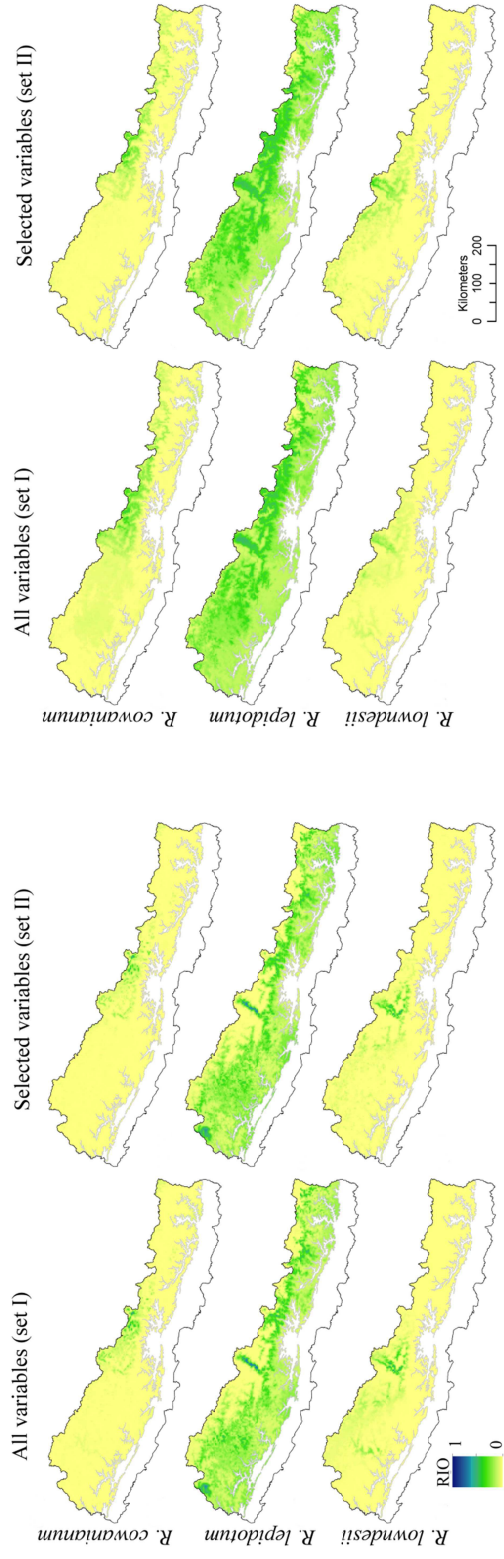 All variables (set I)
Selected variables (set II)
R. cowanianum
R. lepidotum
R. lowndesii
RIO
1
0
All variables (set I)
Selected variables (set II)
R. cowanianum
R. lepidotum
R. lowndesii
Kilometers
0 100 200